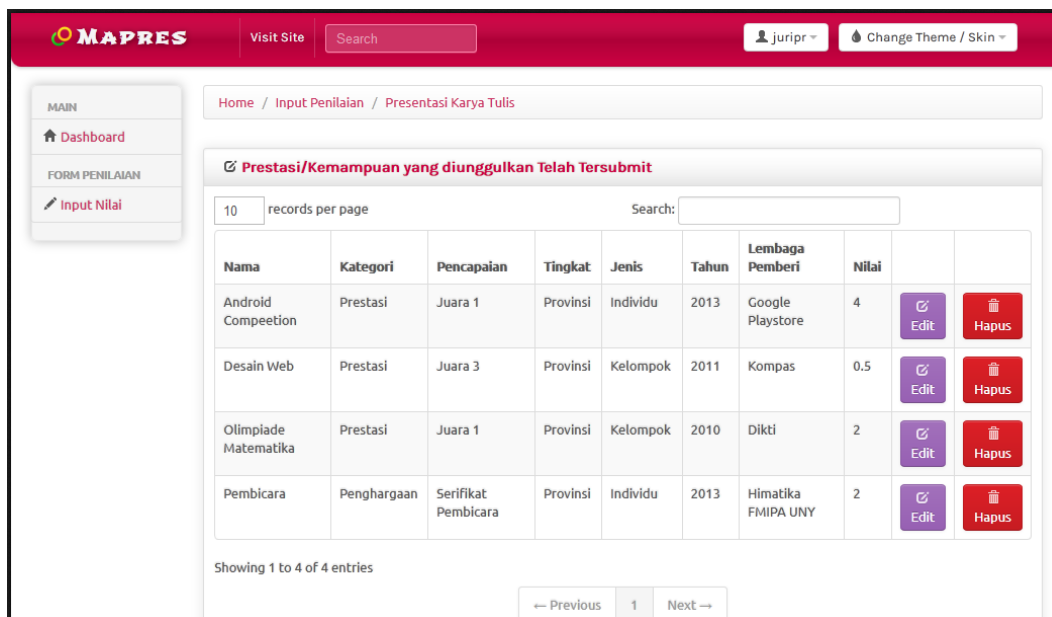 MAPRES
Visit Site
Search
juripr
Change Theme / Skin
MAIN
Dashboard
FORM PENILAIAN
Input Nilai
Home / Input Penilaian / Presentasi Karya Tulis
Prestasi/Kemampuan yang diunggulkan Telah Tersubmit
10 records per page
Search:
Nama Kategori Pencapaian Tingkat Jenis Tahun Lembaga Pemberi Nilai
Android Compeetion Prestasi Juara 1 Provinsi Individu 2013 Google Playstore 4 Edit Hapus
Desain Web Prestasi Juara 3 Provinsi Kelompok 2011 Kompas 0.5 Edit Hapus
Olimpiade Matematika Prestasi Juara 1 Provinsi Kelompok 2010 Dikti 2 Edit Hapus
Pembicara Penghargaan Serifikat Pembicara Provinsi Individu 2013 Himatika FMIPA UNY 2 Edit Hapus
Showing 1 to 4 of 4 entries
← Previous 1 Next →